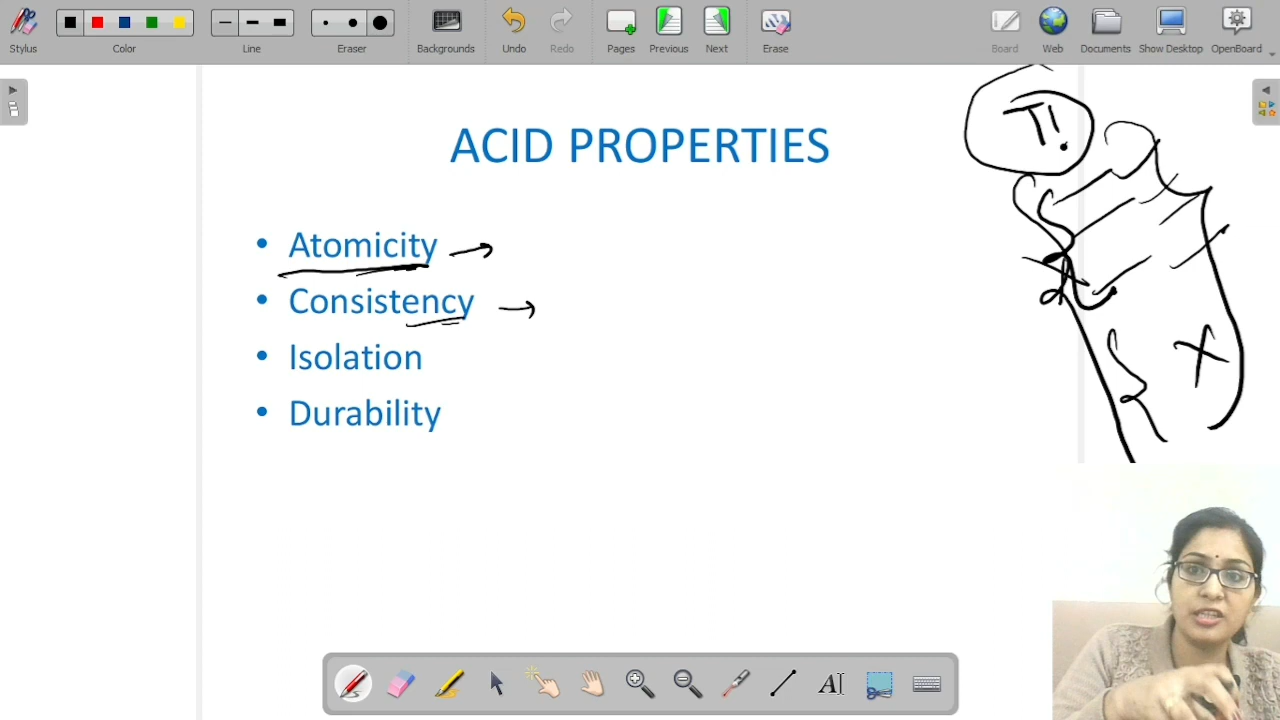 Stylus
Color
Line
Eraser
Backgrounds
Undo
Redo
Pages
Previous
Next
Erase
Board
Web
Documents
Show Desktop
OpenBoard
ACID PROPERTIES
• Atomicity
• Consistency
• Isolation
• Durability